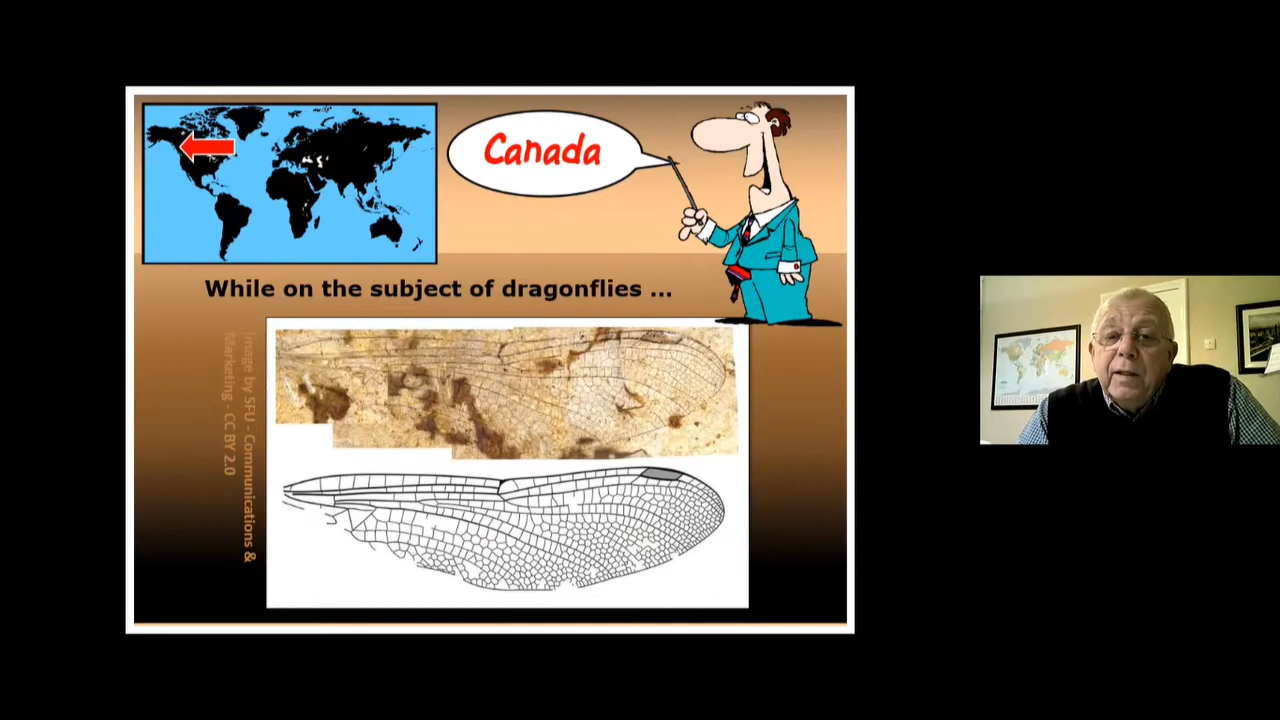 Canada
While on the subject of dragonflies ...
Image by SFU - Communications &
Marketing - CC BY 2.0